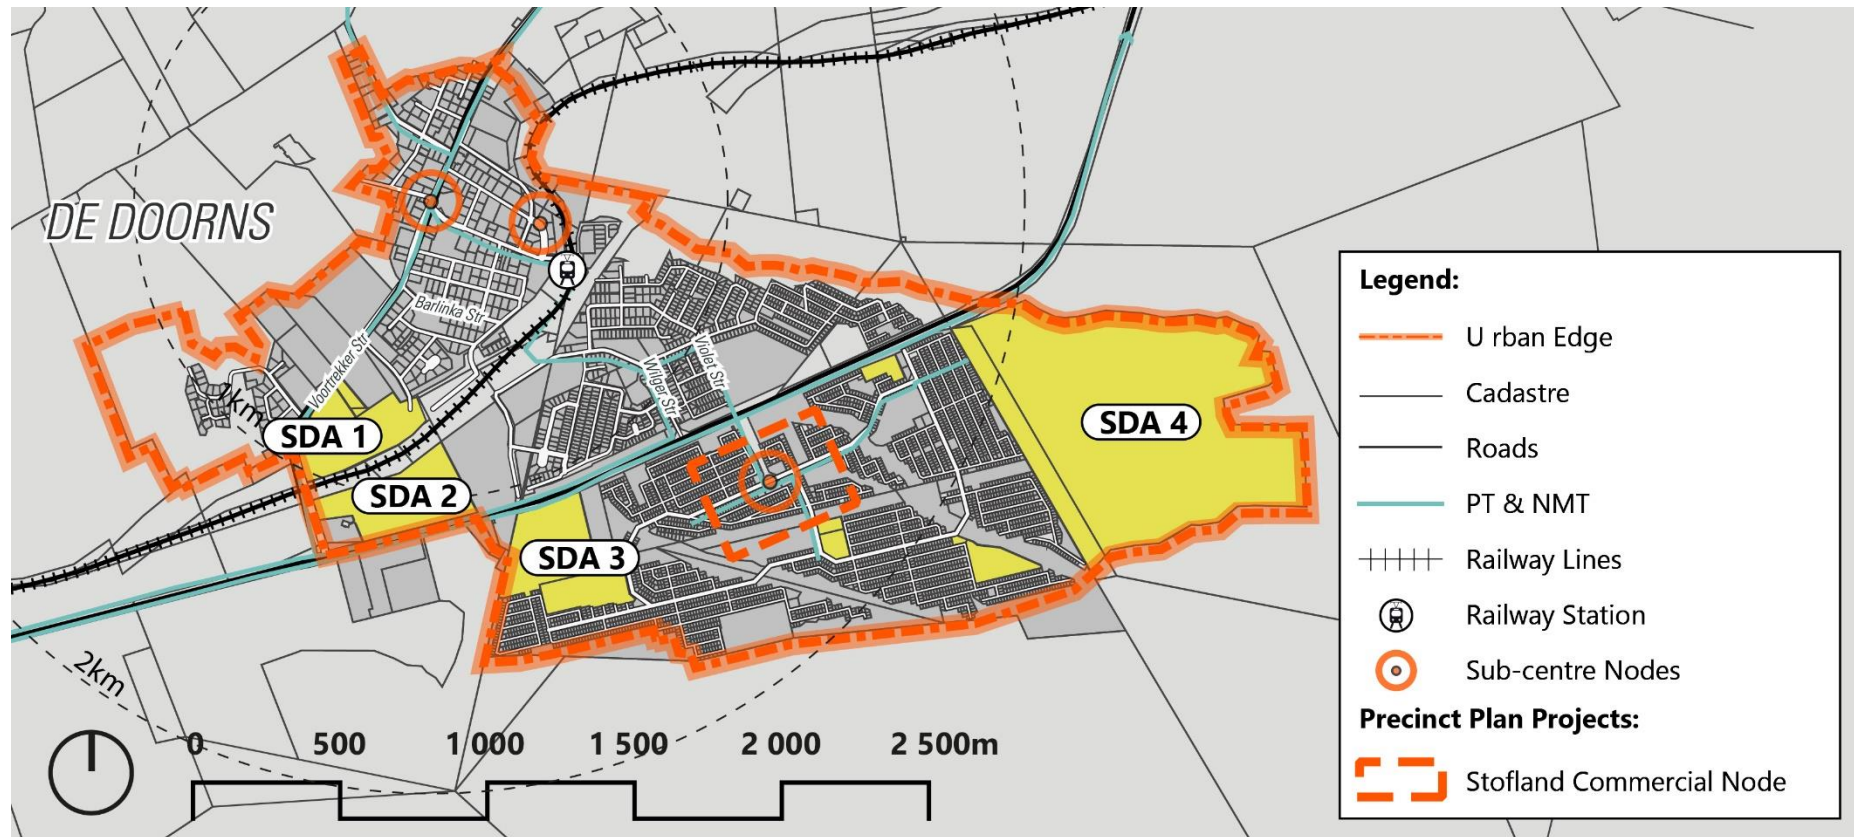 DE DOORNS
Barlinka Str
Voortrekker Str
Wilger Str
Violet Str
1km
2km
SDA 1
SDA 2
SDA 3
SDA 4
0 500 1 000 1 500 2 000 2 500m
Legend:
U rban Edge
Cadastre
Roads
PT & NMT
Railway Lines
Railway Station
Sub-centre Nodes
Precinct Plan Projects:
Stofland Commercial Node